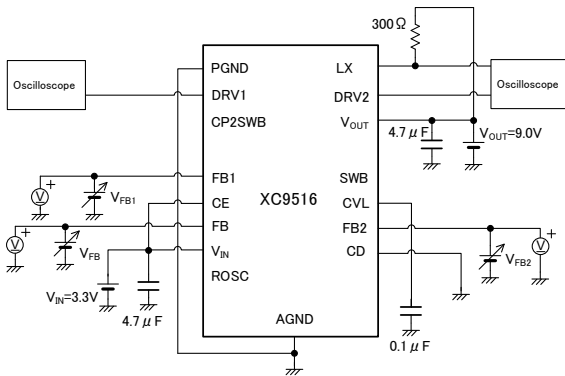 300Ω
Oscilloscope
PGND
LX
Oscilloscope
DRV1
DRV2
CP2SWB
VOUT
4.7μF
VOUT=9.0V
V
+
VFB1
FB1
XC9516
SWB
CE
CVL
V
+
VFB
FB
FB2
V
+
VIN
CD
VFB2
VIN=3.3V
ROSC
4.7μF
AGND
0.1μF